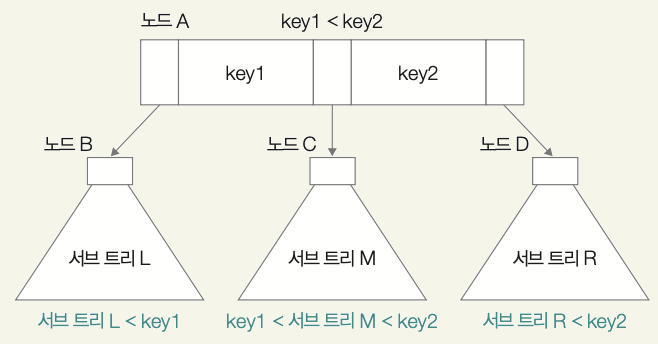 노드 A
key1 < key2
key1
key2
노드 B
노드 C
노드 D
서브 트리 L
서브 트리 M
서브 트리 R
서브 트리 L < key1
key1 < 서브 트리 M < key2
서브 트리 R < key2